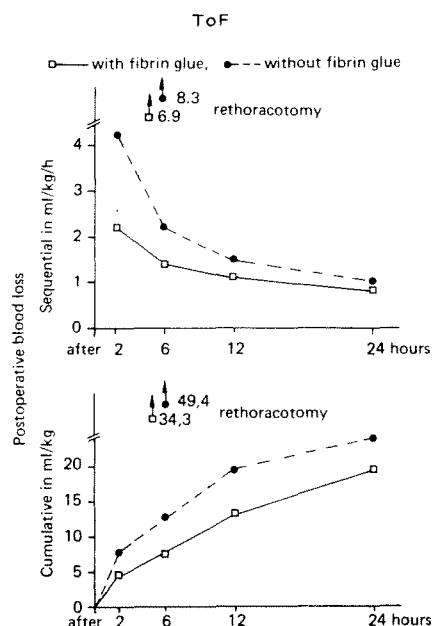 ToF
with fibrin glue, without fibrin glue
8.3
6.9 rethoracotomy
4
3
2
1
0
Sequential in ml/kg/h
after 2 6 12 24 hours
Postoperative blood loss
49,4
34,3 rethoracotomy
20
15
10
5
0
Cumulative in ml/kg
after 2 6 12 24 hours